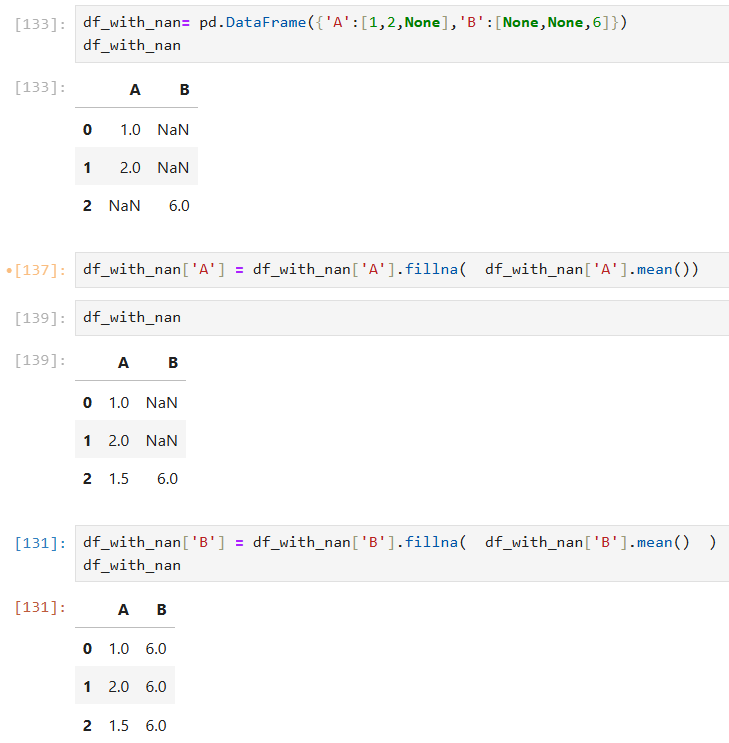 [133]: df_with_nan= pd.DataFrame({'A':[1,2,None],'B':[None,None,6]})
df_with_nan
[133]: A B
0 1.0 NaN
1 2.0 NaN
2 NaN 6.0
•[137]: df_with_nan['A'] = df_with_nan['A'].fillna(  df_with_nan['A'].mean())
[139]: df_with_nan
[139]: A B
0 1.0 NaN
1 2.0 NaN
2 1.5 6.0
[131]: df_with_nan['B'] = df_with_nan['B'].fillna(  df_with_nan['B'].mean()  )
df_with_nan
[131]: A B
0 1.0 6.0
1 2.0 6.0
2 1.5 6.0